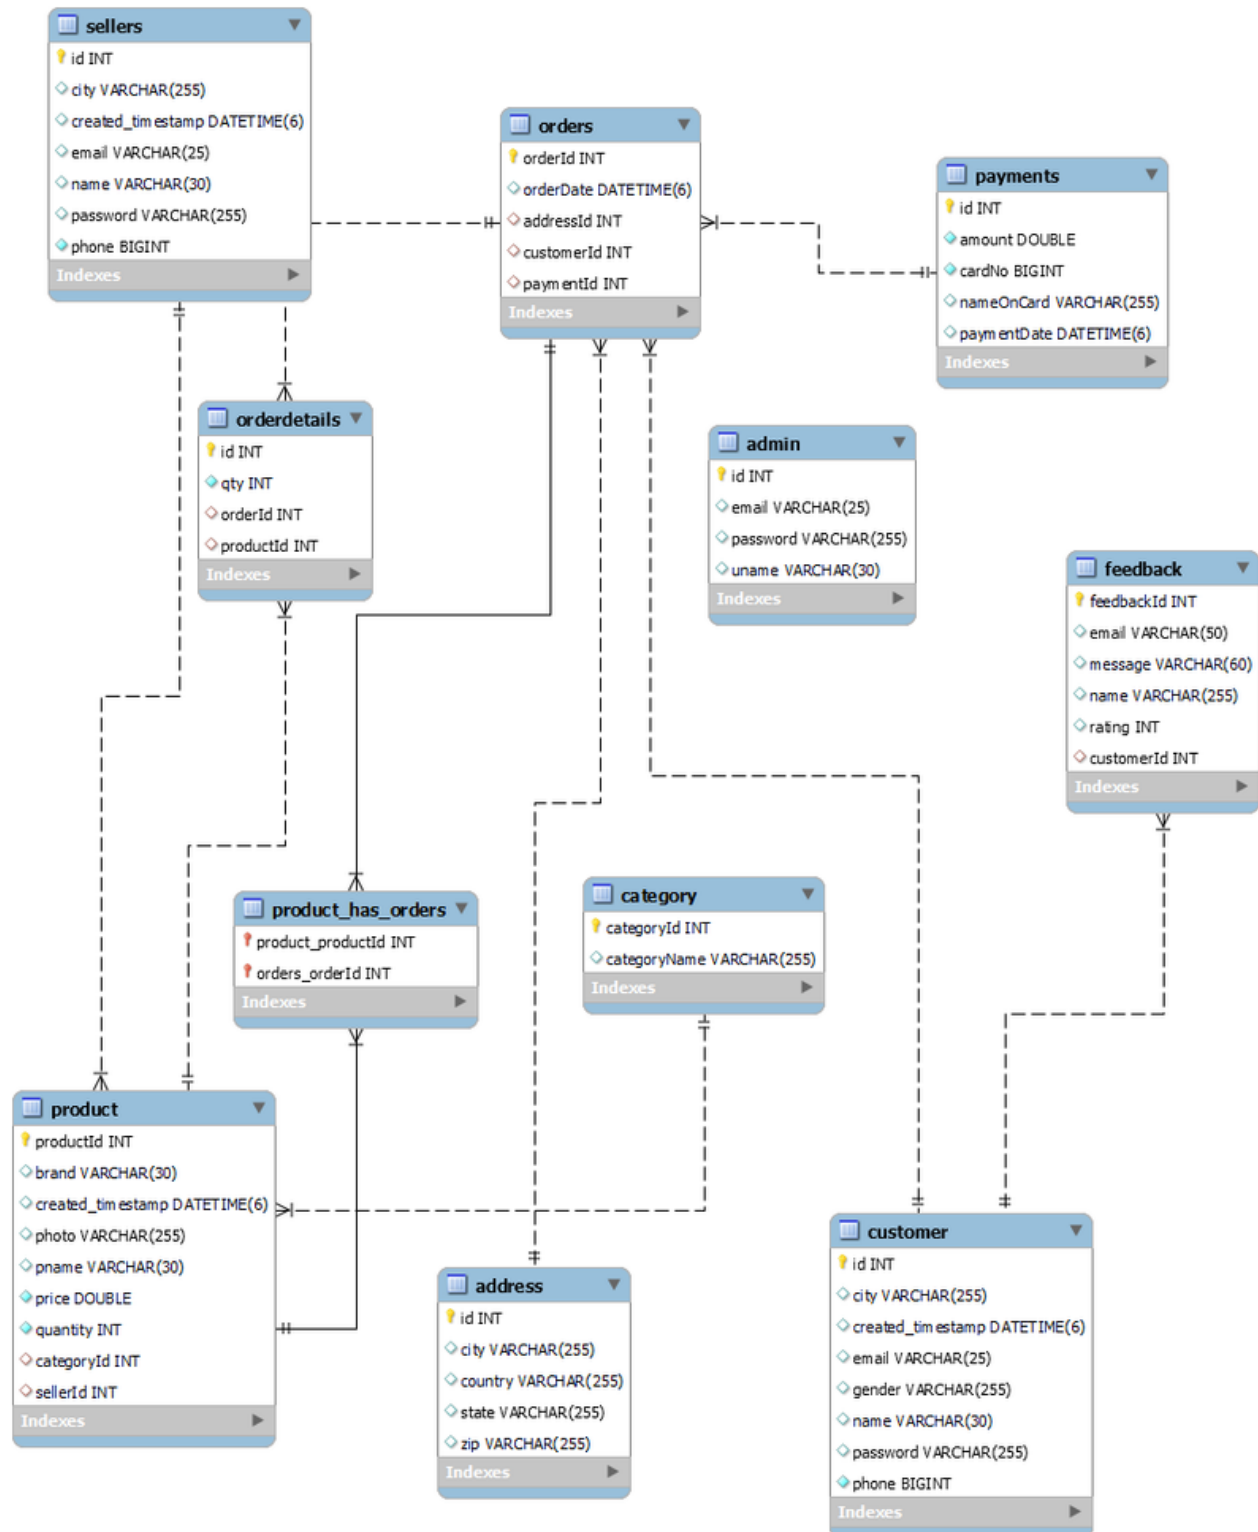 sellers
id INT
city VARCHAR(255)
created_timestamp DATETIME(6)
email VARCHAR(25)
name VARCHAR(30)
password VARCHAR(255)
phone BIGINT
Indexes
orders
orderId INT
orderDate DATETIME(6)
addressId INT
customerId INT
paymentId INT
Indexes
payments
id INT
amount DOUBLE
cardNo BIGINT
nameOnCard VARCHAR(255)
paymentDate DATETIME(6)
Indexes
orderdetails
id INT
qty INT
orderId INT
productId INT
Indexes
admin
id INT
email VARCHAR(25)
password VARCHAR(255)
uname VARCHAR(30)
Indexes
feedback
feedbackId INT
email VARCHAR(50)
message VARCHAR(60)
name VARCHAR(255)
rating INT
customerId INT
Indexes
product_has_orders
product_productId INT
orders_orderId INT
Indexes
category
categoryId INT
categoryName VARCHAR(255)
Indexes
product
productId INT
brand VARCHAR(30)
created_timestamp DATETIME(6)
photo VARCHAR(255)
pname VARCHAR(30)
price DOUBLE
quantity INT
categoryId INT
sellerId INT
Indexes
address
id INT
city VARCHAR(255)
country VARCHAR(255)
state VARCHAR(255)
zip VARCHAR(255)
Indexes
customer
id INT
city VARCHAR(255)
created_timestamp DATETIME(6)
email VARCHAR(25)
gender VARCHAR(255)
name VARCHAR(30)
password VARCHAR(255)
phone BIGINT
Indexes